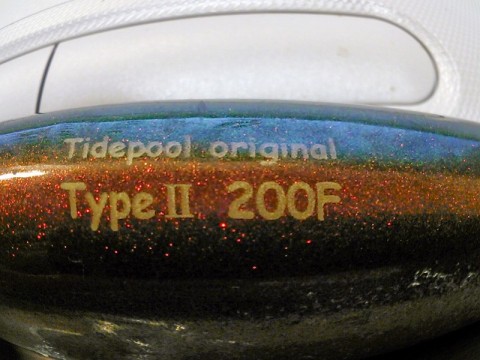 Tidepool original
Type II 200F